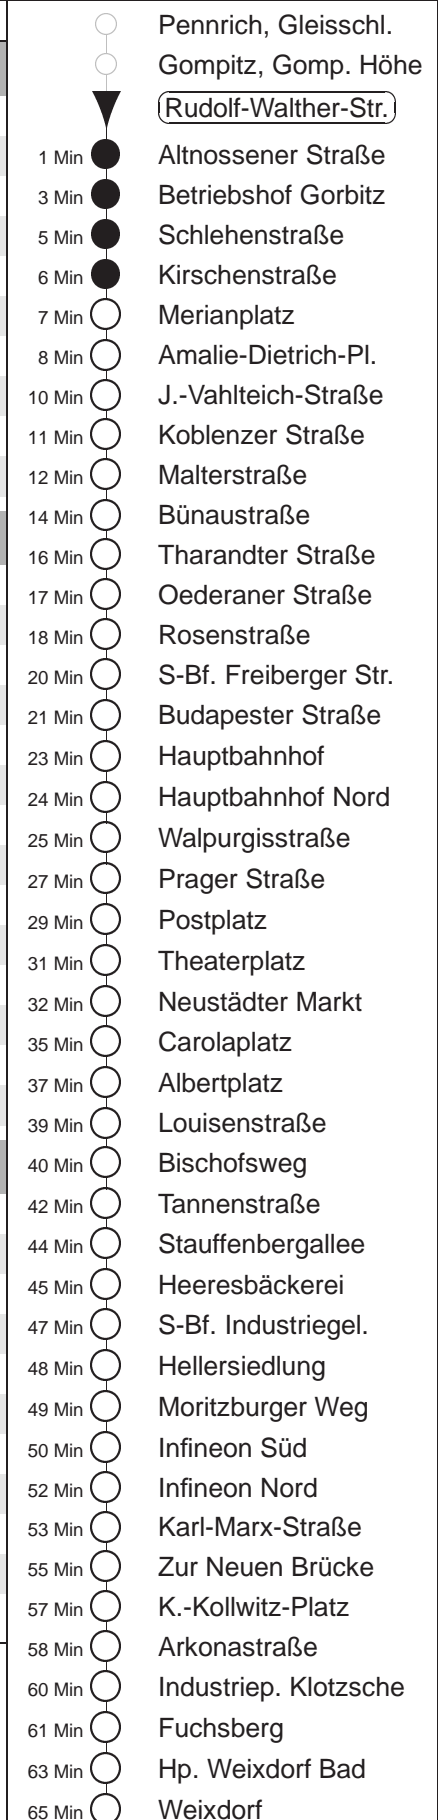 Pennrich, Gleisschl.
Gompitz, Gomp. Höhe
Rudolf-Walther-Str.
1 Min Altnossener Straße
3 Min Betriebshof Gorbitz
5 Min Schlehenstraße
6 Min Kirschenstraße
7 Min Merianplatz
8 Min Amalie-Dietrich-Pl.
10 Min J.-Vahlteich-Straße
11 Min Koblenzer Straße
12 Min Malterstraße
14 Min Bünaustraße
16 Min Tharandter Straße
17 Min Oederaner Straße
18 Min Rosenstraße
20 Min S-Bf. Freiberger Str.
21 Min Budapester Straße
23 Min Hauptbahnhof
24 Min Hauptbahnhof Nord
25 Min Walpurgisstraße
27 Min Prager Straße
29 Min Postplatz
31 Min Theaterplatz
32 Min Neustädter Markt
35 Min Carolaplatz
37 Min Albertplatz
39 Min Louisenstraße
40 Min Bischofsweg
42 Min Tannenstraße
44 Min Stauffenbergallee
45 Min Heeresbäckerei
47 Min S-Bf. Industriegel.
48 Min Hellersiedlung
49 Min Moritzburger Weg
50 Min Infineon Süd
52 Min Infineon Nord
53 Min Karl-Marx-Straße
55 Min Zur Neuen Brücke
57 Min K.-Kollwitz-Platz
58 Min Arkonastraße
60 Min Industriep. Klotzsche
61 Min Fuchsberg
63 Min Hp. Weixdorf Bad
65 Min Weixdorf